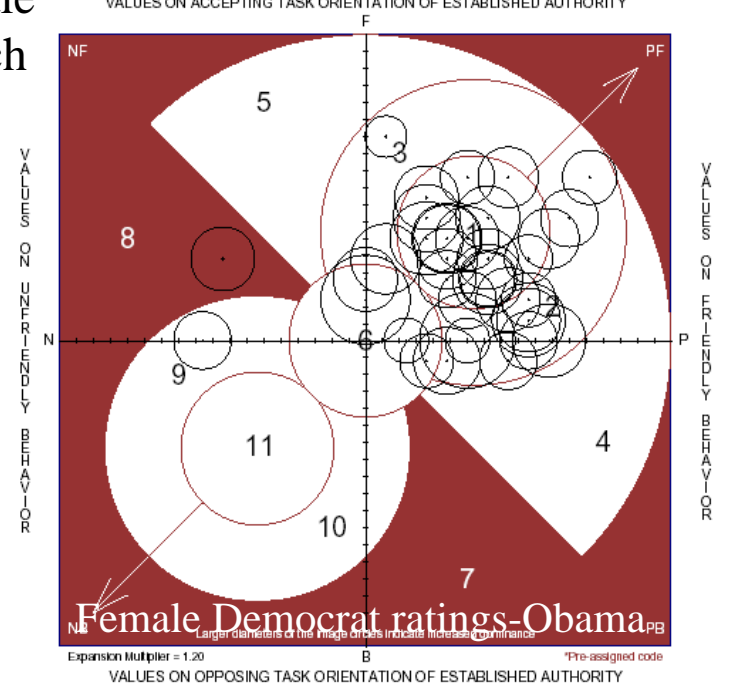 VALUES ON ACCEPTING TASK ORIENTATION OF ESTABLISHED AUTHORITY
F
ch
NF
PF
5
3
VALUES ON UNFRIENDLY BEHAVIOR
VALUES ON FRIENDLY BEHAVIOR
8
1
2
N
6
P
9
11
4
10
7
Female Democrat ratings-Obama
NB
Larger diameters of the image circles indicate increased dominance
PB
Expansion Multiplier = 1.20
B
*Pre-assigned code
VALUES ON OPPOSING TASK ORIENTATION OF ESTABLISHED AUTHORITY